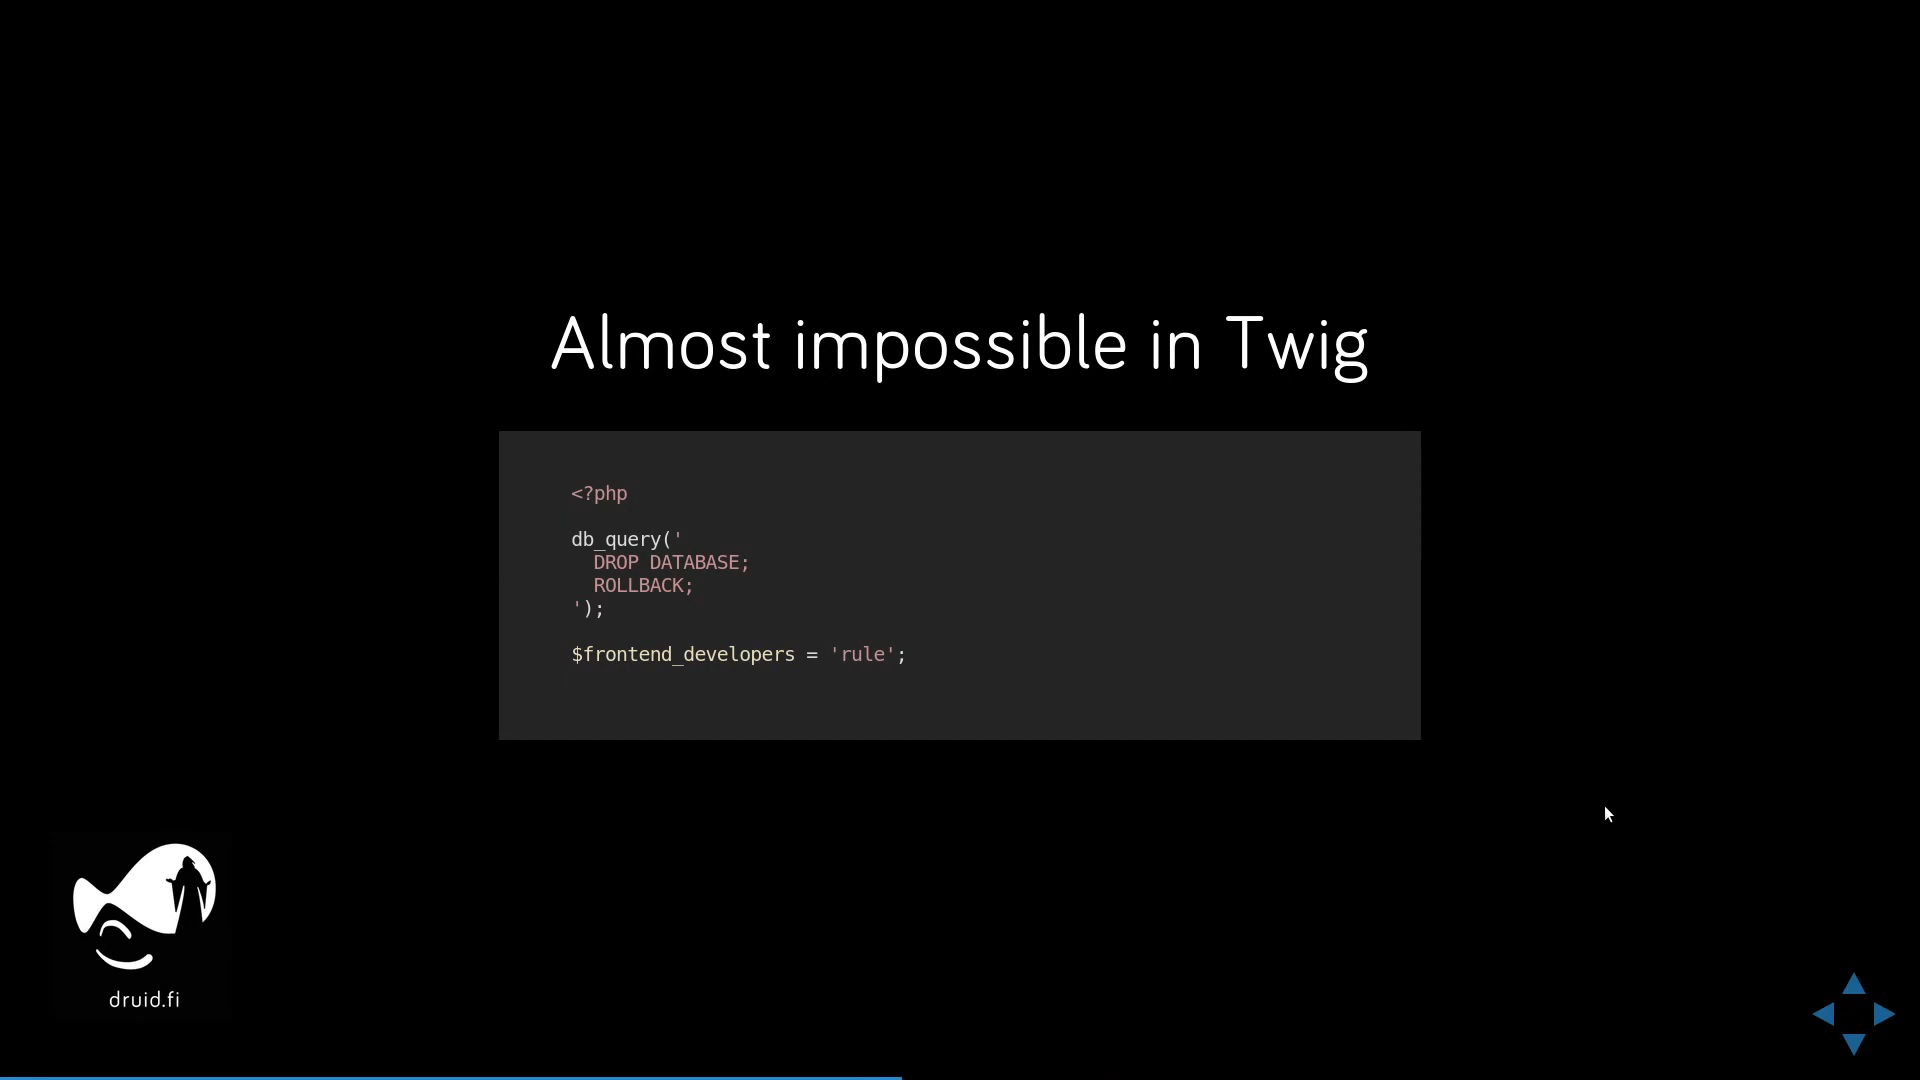 Almost impossible in Twig
<?php
db_query('
DROP DATABASE;
ROLLBACK;
');
$frontend_developers = 'rule';
druid.fi